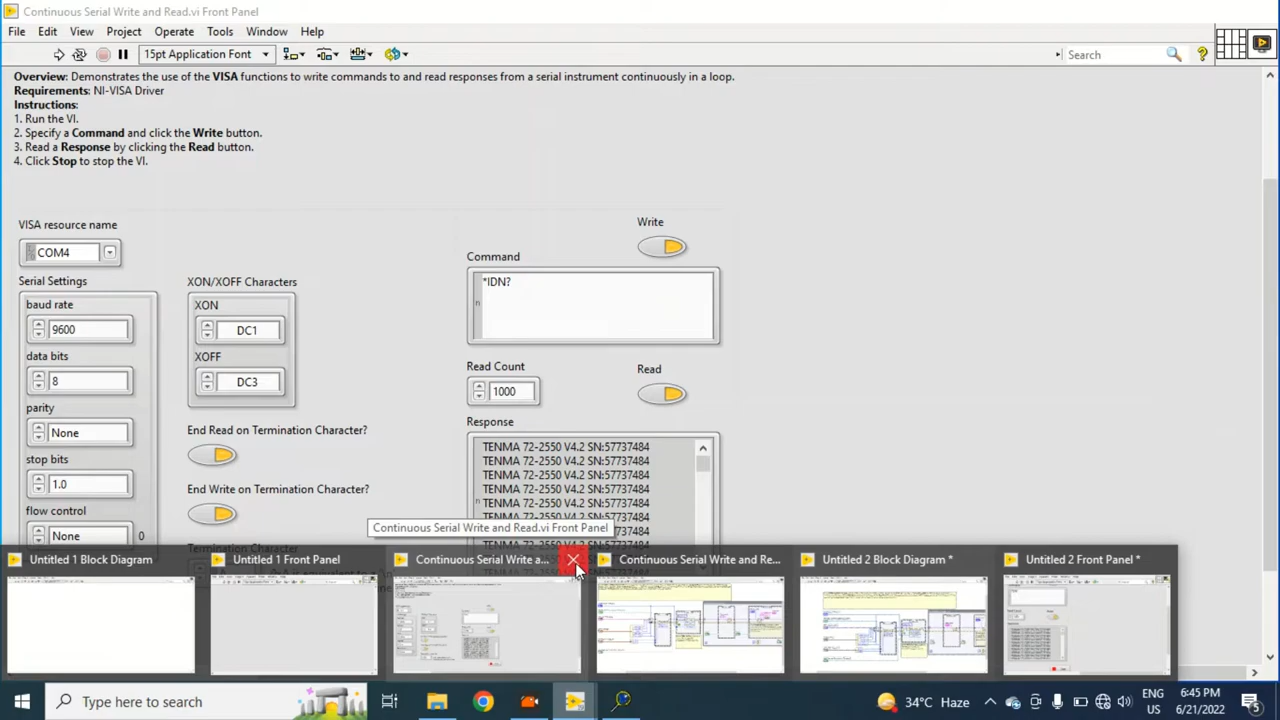 Continuous Serial Write and Read.vi Front Panel
File Edit View Project Operate Tools Window Help
15pt Application Font
Search
Overview: Demonstrates the use of the VISA functions to write commands to and read responses from a serial instrument continuously in a loop.
Requirements: NI-VISA Driver
Instructions:
1. Run the VI.
2. Specify a Command and click the Write button.
3. Read a Response by clicking the Read button.
4. Click Stop to stop the VI.
VISA resource name
COM4
Serial Settings
baud rate
9600
data bits
8
parity
None
stop bits
1.0
flow control
None 0
XON/XOFF Characters
XON
DC1
XOFF
DC3
End Read on Termination Character?
End Write on Termination Character?
Write
Command
*IDN?
Read Count
1000
Read
Response
TENMA 72-2550 V4.2 SN:57737484
TENMA 72-2550 V4.2 SN:57737484
TENMA 72-2550 V4.2 SN:57737484
TENMA 72-2550 V4.2 SN:57737484
TENMA 72-2550 V4.2 SN:57737484
Continuous Serial Write and Read.vi Front Panel
Untitled 1 Block Diagram
Untitled 1 Front Panel
Continuous Serial Write a...
Continuous Serial Write and Re...
Untitled 2 Block Diagram *
Untitled 2 Front Panel *
Type here to search
34°C Haze
ENG
US
6:45 PM
6/21/2022
5